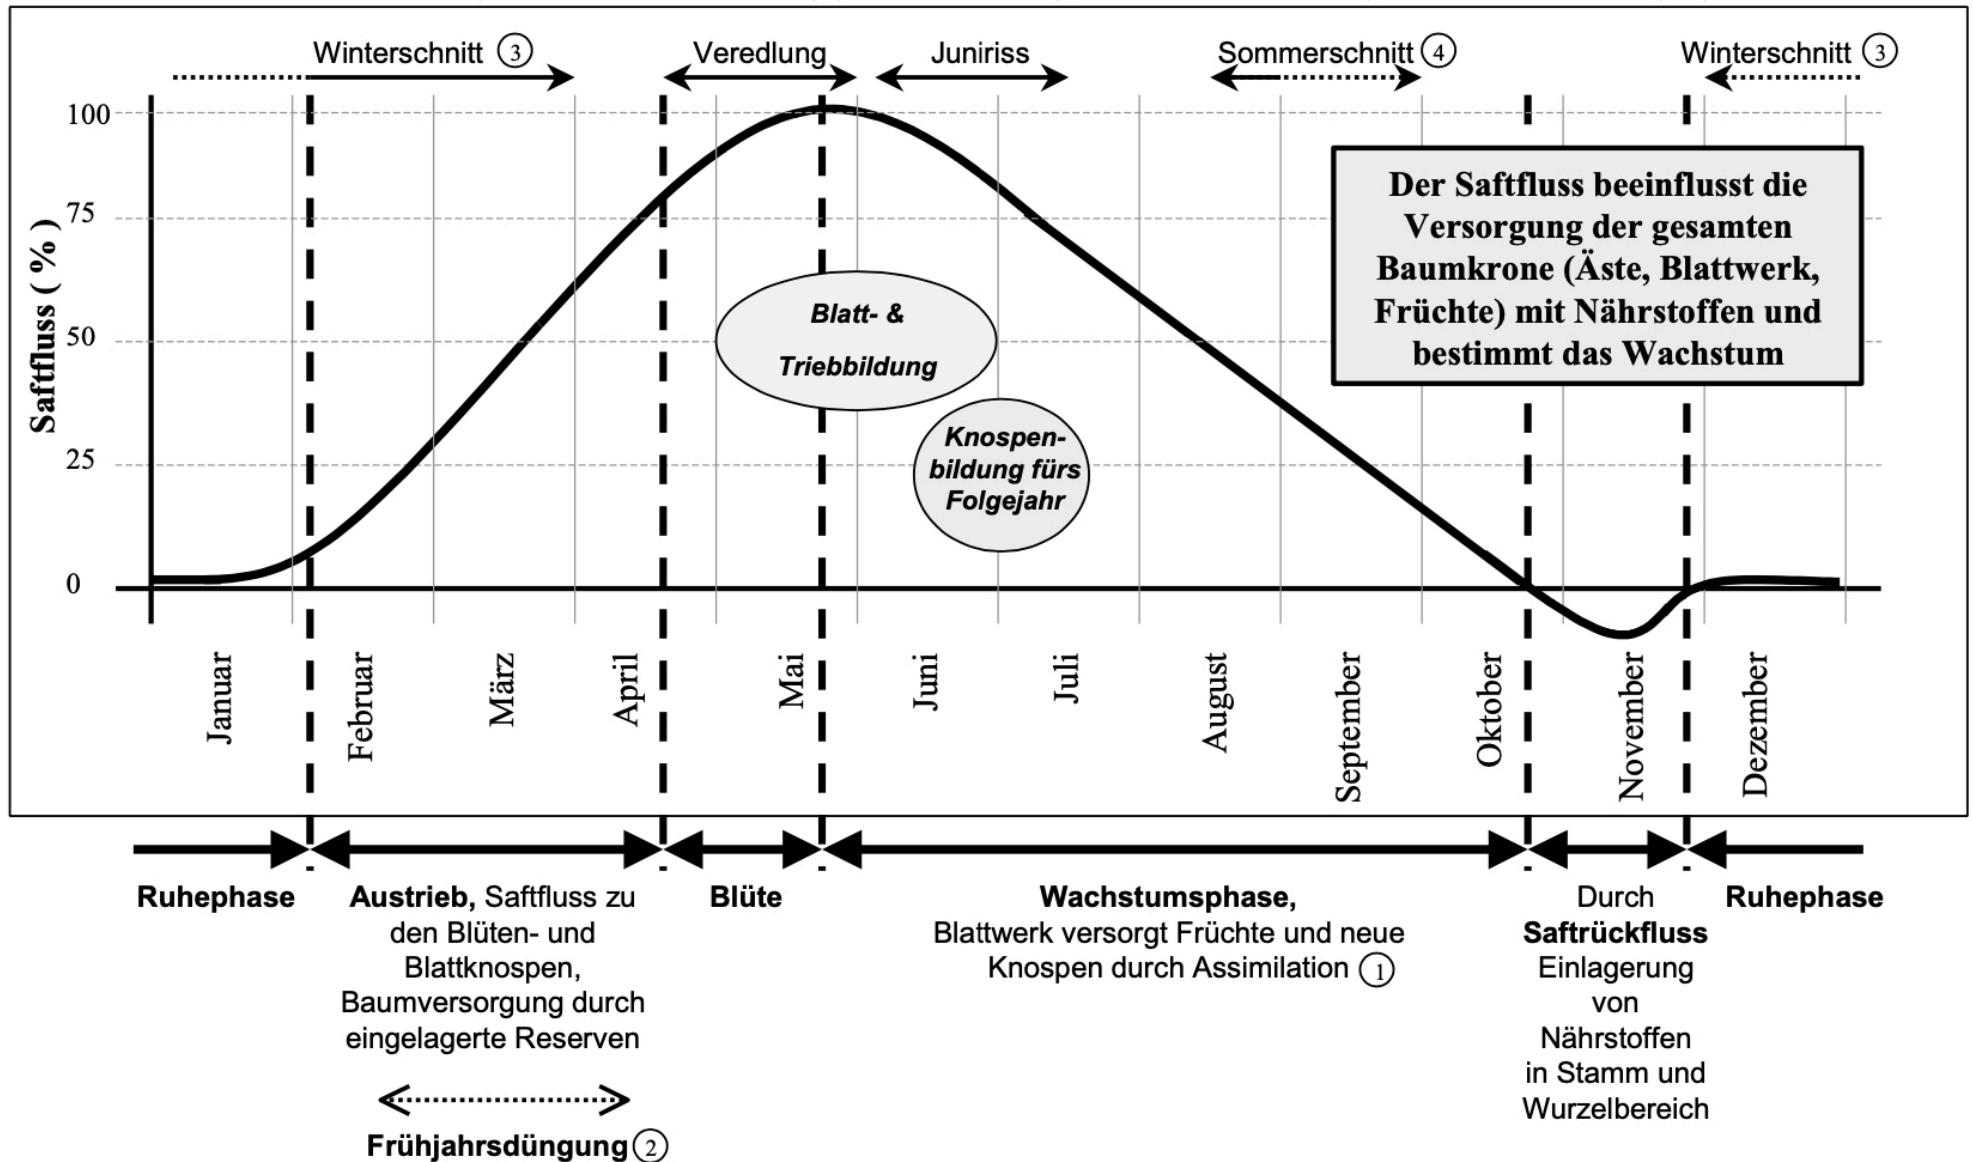 Winterschnitt ③
Veredlung
Juniriss
Sommerschnitt ④
Winterschnitt ③
Saftfluss ( % )
100
75
50
25
0
Der Saftfluss beeinflusst die
Versorgung der gesamten
Baumkrone (Äste, Blattwerk,
Früchte) mit Nährstoffen und
bestimmt das Wachstum
Blatt- &
Triebbildung
Knospen-
bildung fürs
Folgejahr
Januar
Februar
März
April
Mai
Juni
Juli
August
September
Oktober
November
Dezember
Ruhephase
Austrieb, Saftfluss zu
den Blüten- und
Blattknospen,
Baumversorgung durch
eingelagerte Reserven
Frühjahrsdüngung ②
Blüte
Wachstumsphase,
Blattwerk versorgt Früchte und neue
Knospen durch Assimilation ①
Durch
Saftrückfluss
Einlagerung
von
Nährstoffen
in Stamm und
Wurzelbereich
Ruhephase